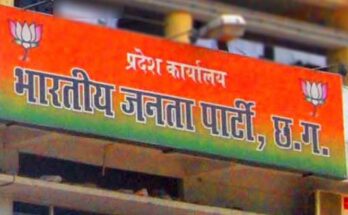 प्रदेश कार्यालय
भारतीय जनता पार्टी, छ.ग.